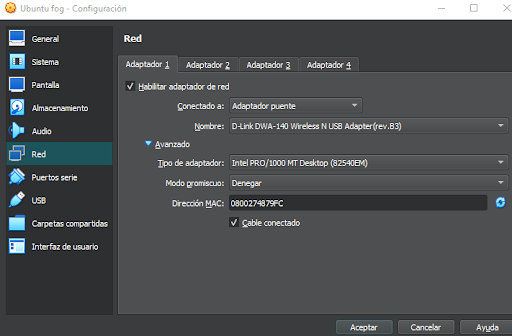 Ubuntu fog - Configuración
General
Sistema
Pantalla
Almacenamiento
Audio
Red
Puertos serie
USB
Carpetas compartidas
Interfaz de usuario
Red
Adaptador 1 Adaptador 2 Adaptador 3 Adaptador 4
Habilitar adaptador de red
Conectado a: Adaptador puente
Nombre: D-Link DWA-140 Wireless N USB Adapter(rev.B3)
Avanzado
Tipo de adaptador: Intel PRO/1000 MT Desktop (82540EM)
Modo promiscuo: Denegar
Dirección MAC: 0800274879FC
Cable conectado
Aceptar Cancelar Ayuda